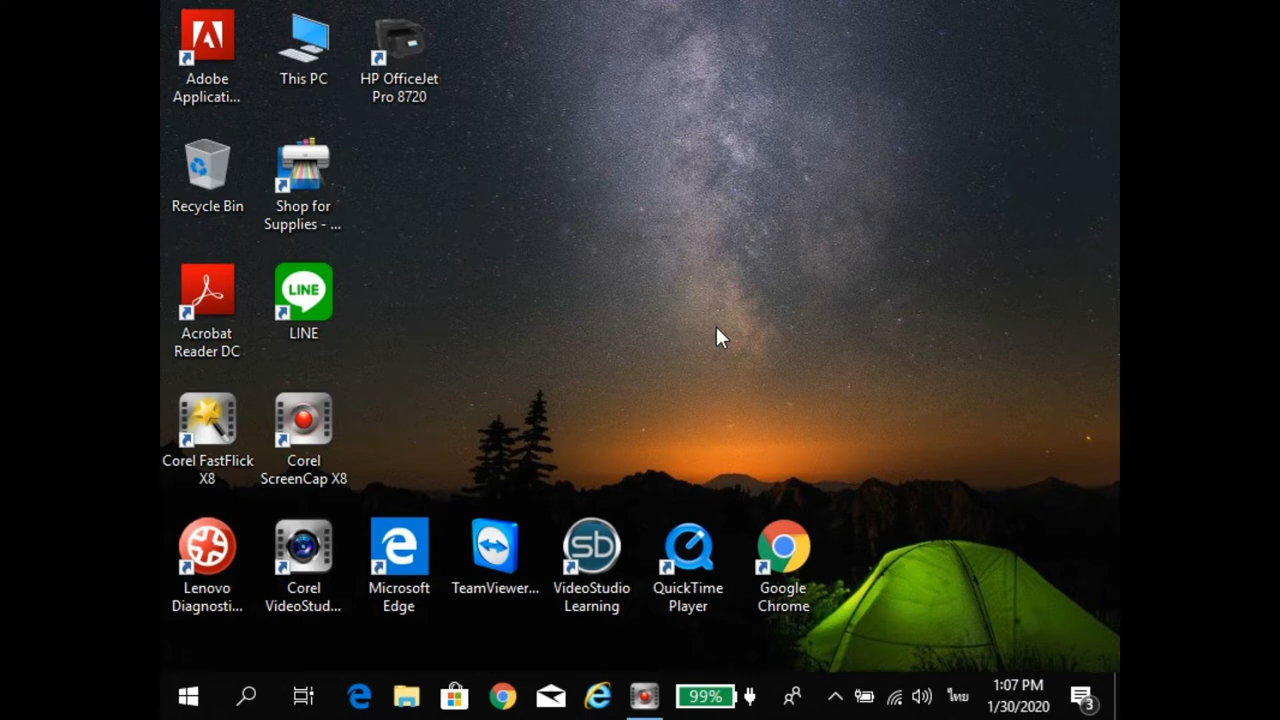 Adobe
Applicati...
This PC
HP OfficeJet
Pro 8720
Recycle Bin
Shop for
Supplies - ...
Acrobat
Reader DC
LINE
LINE
Corel FastFlick
X8
Corel
ScreenCap X8
Lenovo
Diagnosti...
Corel
VideoStud...
Microsoft
Edge
TeamViewer...
sb
VideoStudio
Learning
QuickTime
Player
Google
Chrome
99%
ไทย
1:07 PM
1/30/2020
3